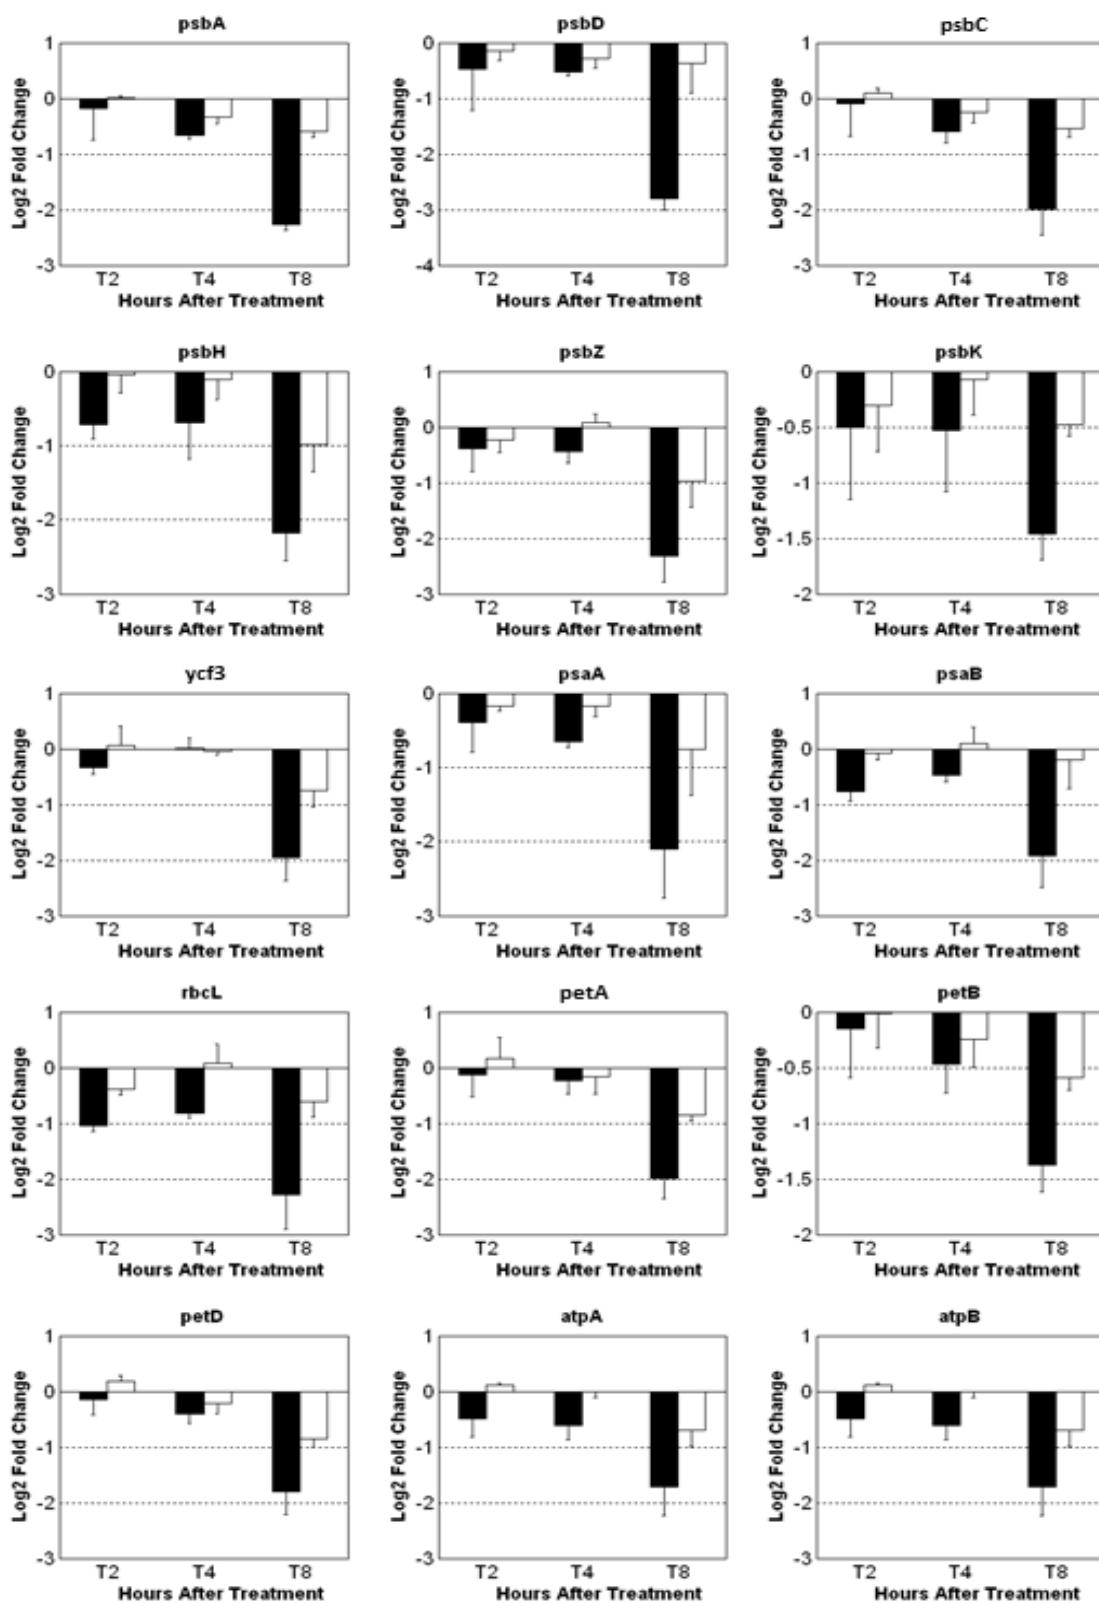 psbA
psbD
psbC
Log2 Fold Change
1
0
-1
-2
-3
T2 T4 T8
Hours After Treatment
Log2 Fold Change
0
-1
-2
-3
-4
T2 T4 T8
Hours After Treatment
Log2 Fold Change
1
0
-1
-2
-3
T2 T4 T8
Hours After Treatment
psbH
psbZ
psbK
Log2 Fold Change
0
-1
-2
-3
T2 T4 T8
Hours After Treatment
Log2 Fold Change
1
0
-1
-2
-3
T2 T4 T8
Hours After Treatment
Log2 Fold Change
0
-0.5
-1
-1.5
-2
T2 T4 T8
Hours After Treatment
ycf3
psaA
psaB
Log2 Fold Change
1
0
-1
-2
-3
T2 T4 T8
Hours After Treatment
Log2 Fold Change
0
-1
-2
-3
T2 T4 T8
Hours After Treatment
Log2 Fold Change
1
0
-1
-2
-3
T2 T4 T8
Hours After Treatment
rbcL
petA
petB
Log2 Fold Change
1
0
-1
-2
-3
T2 T4 T8
Hours After Treatment
Log2 Fold Change
1
0
-1
-2
-3
T2 T4 T8
Hours After Treatment
Log2 Fold Change
0
-0.5
-1
-1.5
-2
T2 T4 T8
Hours After Treatment
petD
atpA
atpB
Log2 Fold Change
1
0
-1
-2
-3
T2 T4 T8
Hours After Treatment
Log2 Fold Change
1
0
-1
-2
-3
T2 T4 T8
Hours After Treatment
Log2 Fold Change
1
0
-1
-2
-3
T2 T4 T8
Hours After Treatment